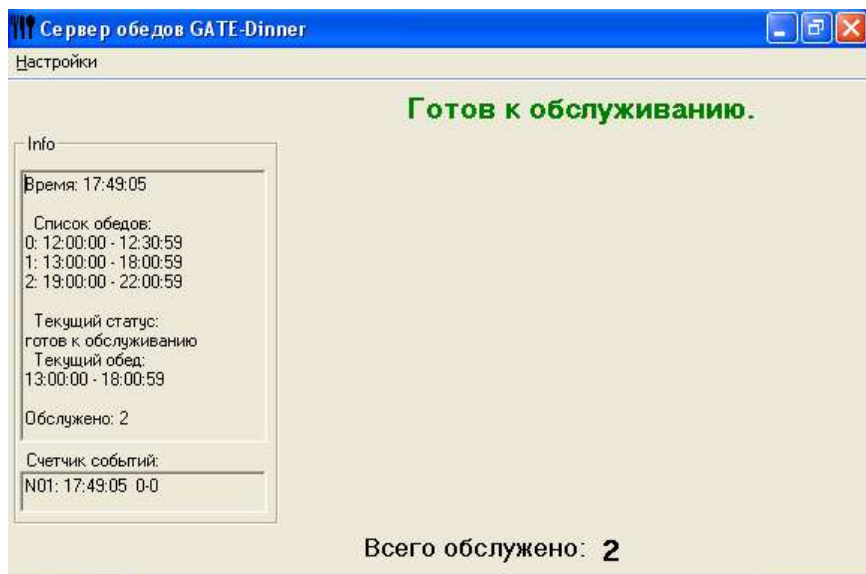 Сервер обедов GATE-Dinner
Настройки
Готов к обслуживанию.
Info
Время: 17:49:05
Список обедов:
0: 12:00:00 - 12:30:59
1: 13:00:00 - 18:00:59
2: 19:00:00 - 22:00:59
Текущий статус:
готов к обслуживанию
Текущий обед:
13:00:00 - 18:00:59
Обслужено: 2
Счетчик событий:
N01: 17:49:05 0-0
Всего обслужено: 2